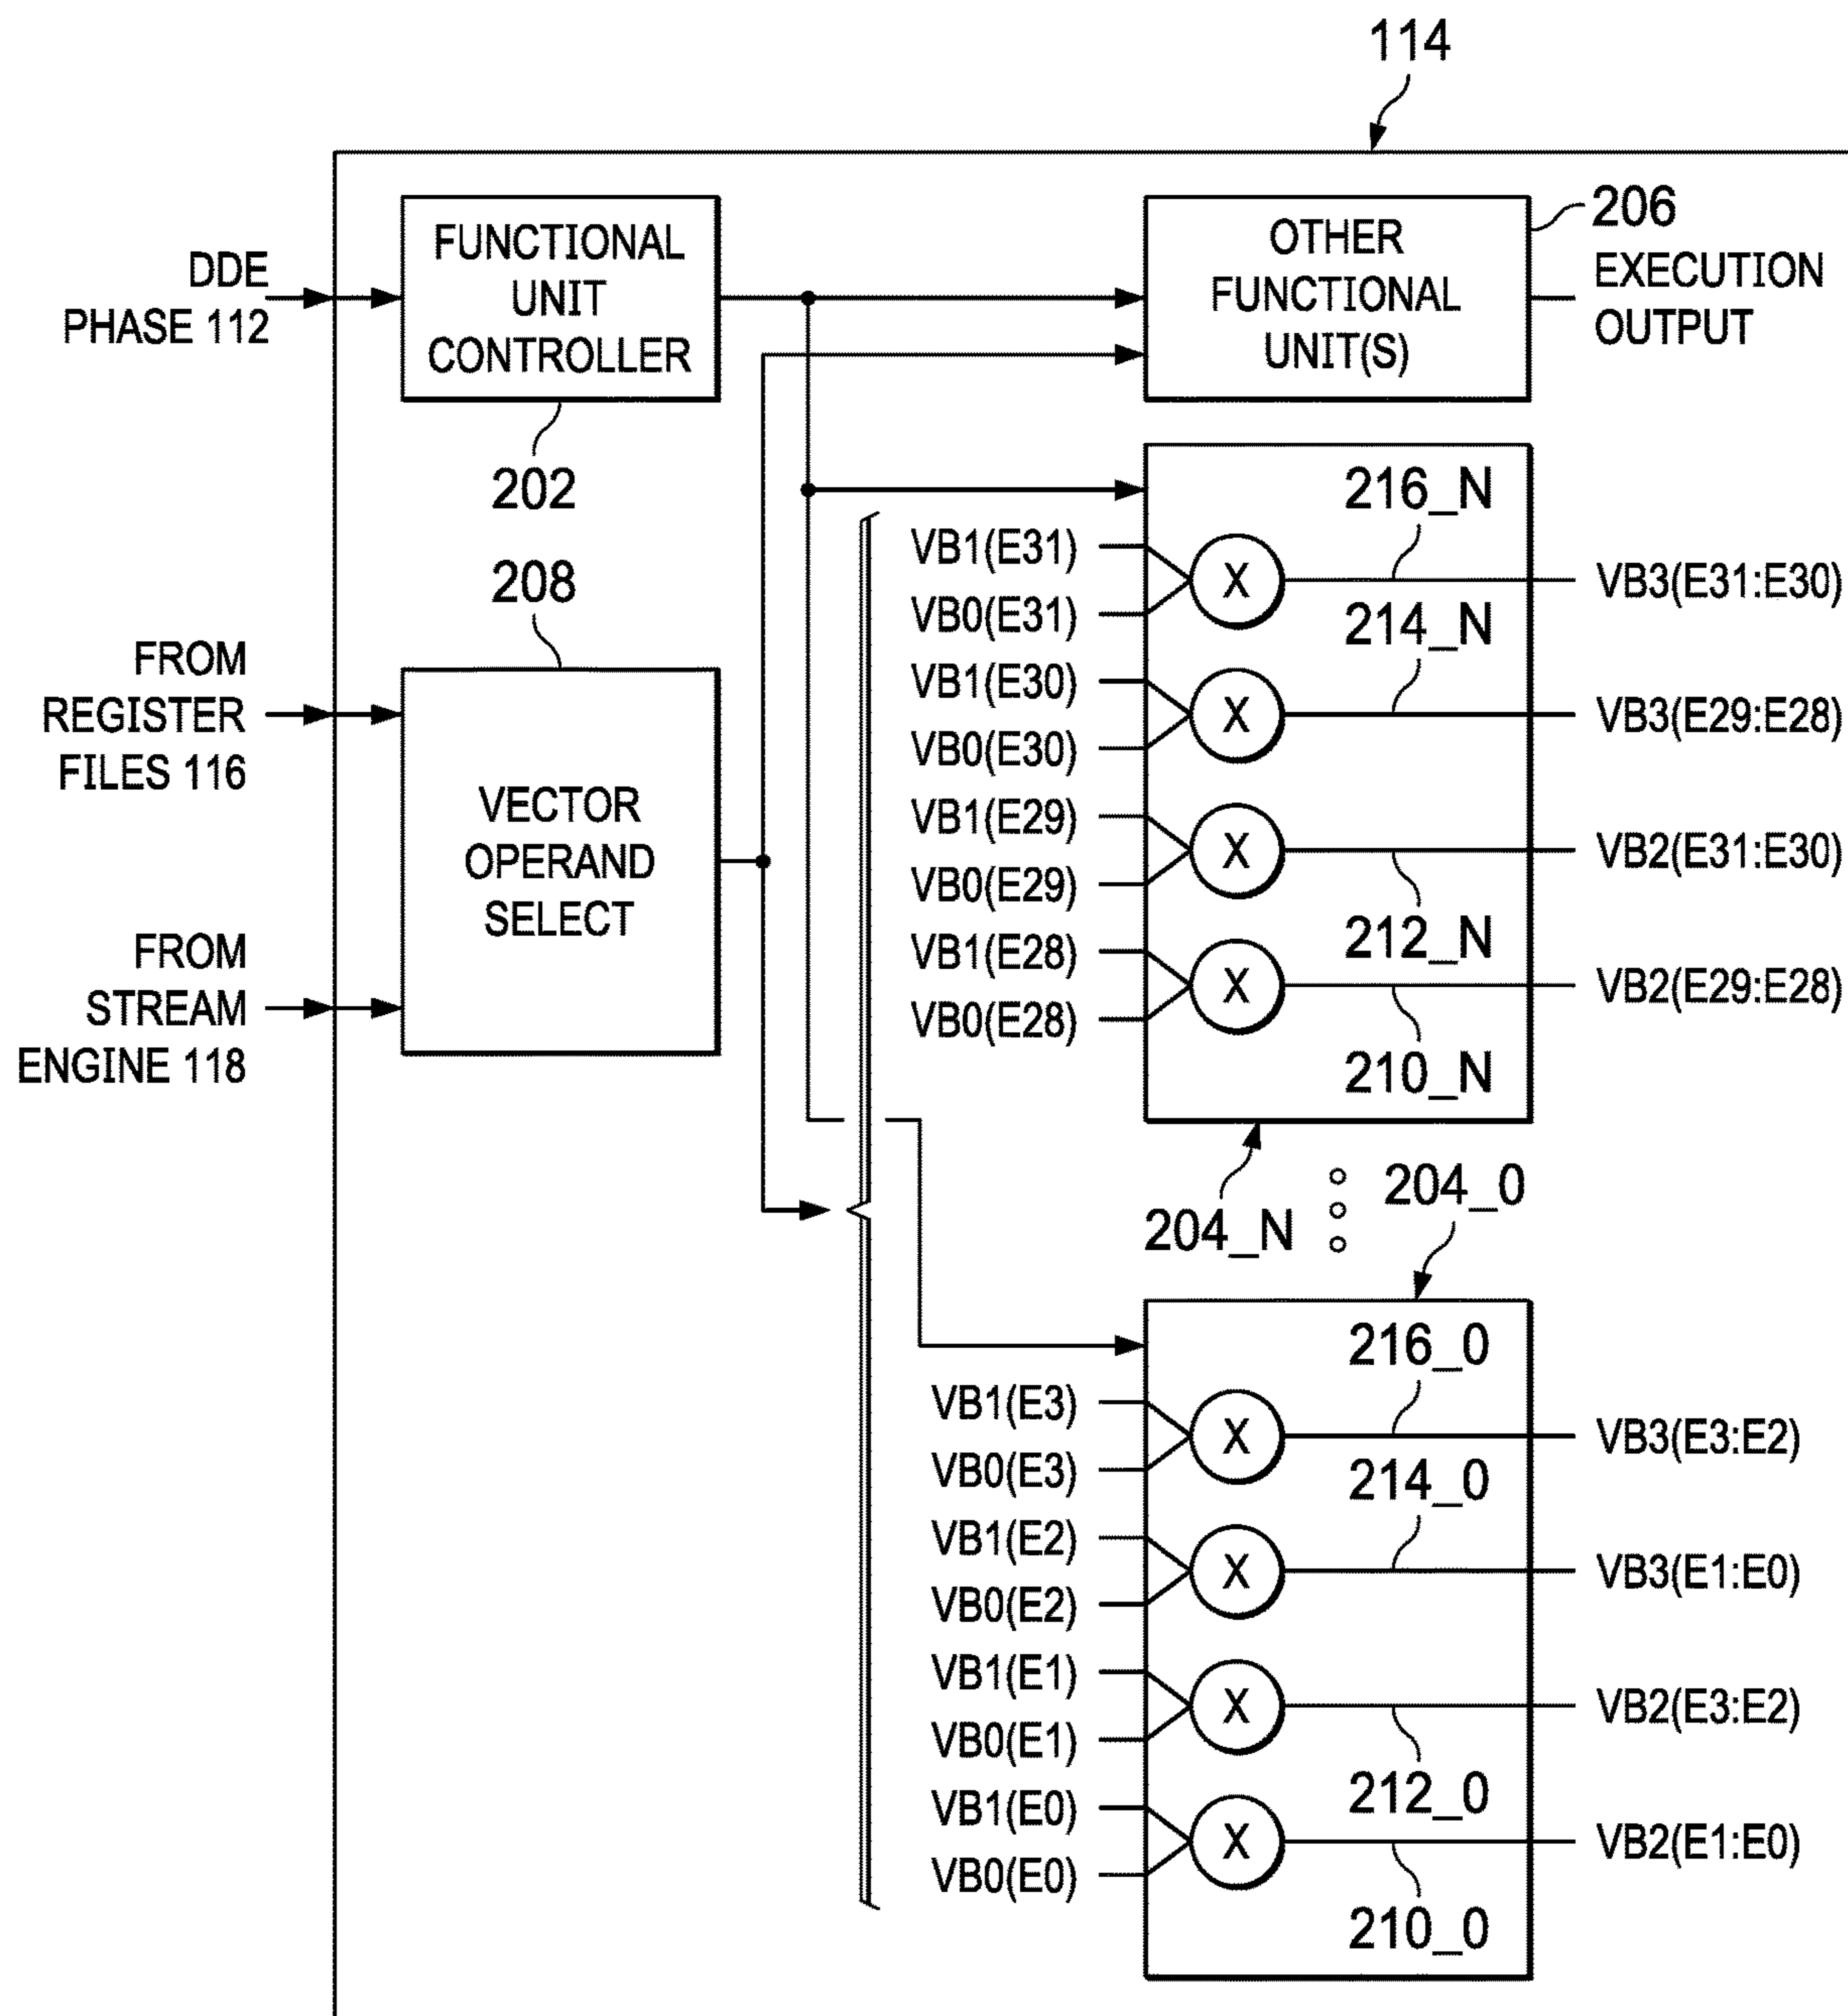 114
DDE
PHASE 112
FUNCTIONAL
UNIT
CONTROLLER
202
OTHER
FUNCTIONAL
UNIT(S)
206
EXECUTION
OUTPUT
FROM
REGISTER
FILES 116
FROM
STREAM
ENGINE 118
208
VECTOR
OPERAND
SELECT
VB1(E31)
VB0(E31)
VB1(E30)
VB0(E30)
VB1(E29)
VB0(E29)
VB1(E28)
VB0(E28)
X
X
X
X
216_N
214_N
212_N
210_N
VB3(E31:E30)
VB3(E29:E28)
VB2(E31:E30)
VB2(E29:E28)
204_N
204_0
VB1(E3)
VB0(E3)
VB1(E2)
VB0(E2)
VB1(E1)
VB0(E1)
VB1(E0)
VB0(E0)
X
X
X
X
216_0
214_0
212_0
210_0
VB3(E3:E2)
VB3(E1:E0)
VB2(E3:E2)
VB2(E1:E0)